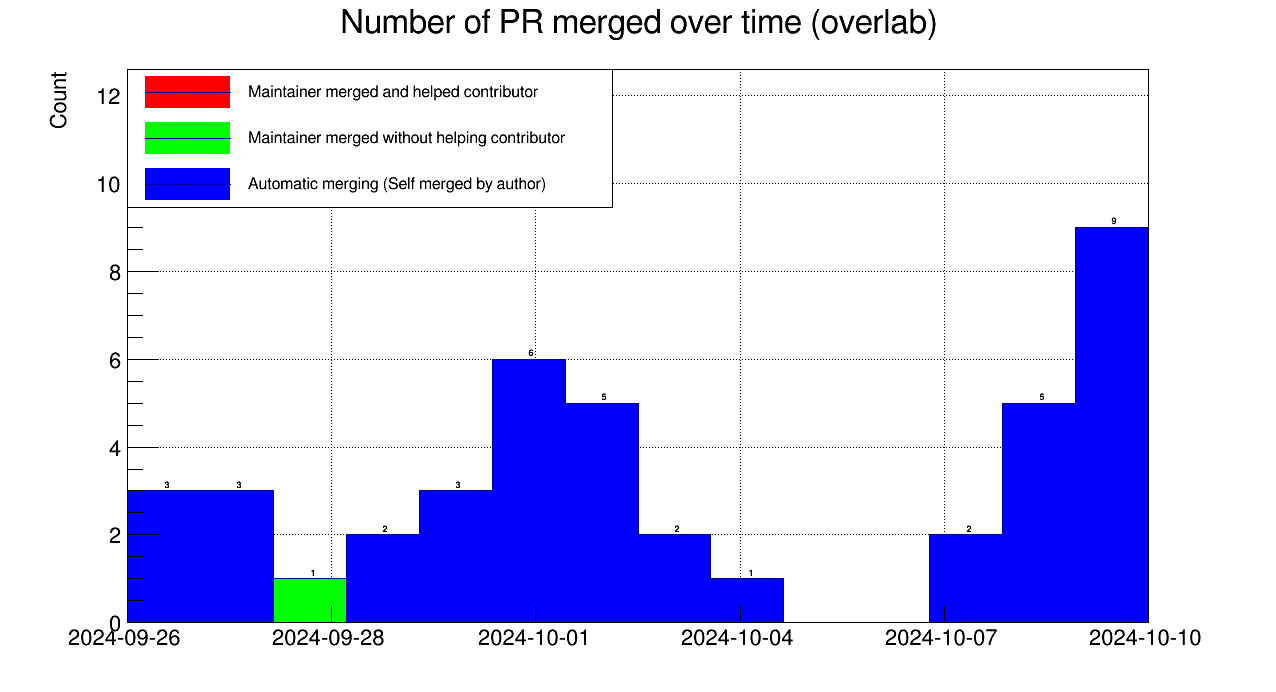 Number of PR merged over time (overlab)
Count
Maintainer merged and helped contributor
Maintainer merged without helping contributor
Automatic merging (Self merged by author)
12
10
8
6
4
2
0
3 3 1 2 3 6 5 2 1 2 5 9
2024-09-26 2024-09-28 2024-10-01 2024-10-04 2024-10-07 2024-10-10